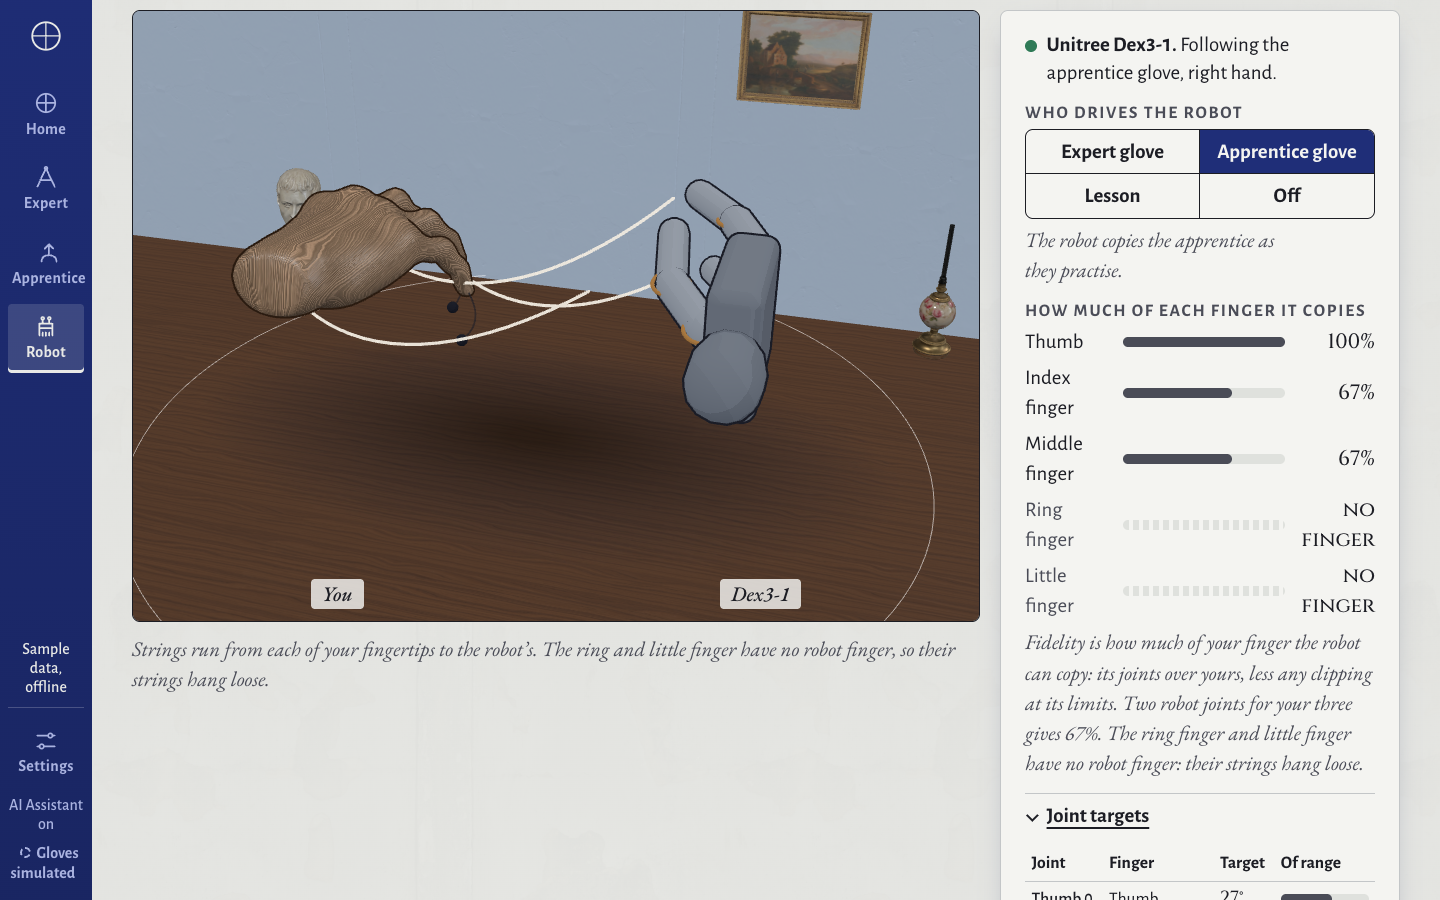 Home
Expert
Apprentice
Robot
Sample
data,
offline
Settings
AI Assistant
on
Gloves
simulated
You
Dex3-1
Strings run from each of your fingertips to the robot’s. The ring and little finger have no robot finger, so their
strings hang loose.
Unitree Dex3-1. Following the
apprentice glove, right hand.
WHO DRIVES THE ROBOT
Expert glove
Apprentice glove
Lesson
Off
The robot copies the apprentice as
they practise.
HOW MUCH OF EACH FINGER IT COPIES
Thumb 100%
Index
finger 67%
Middle
finger 67%
Ring NO
finger FINGER
Little NO
finger FINGER
Fidelity is how much of your finger the robot
can copy: its joints over yours, less any clipping
at its limits. Two robot joints for your three
gives 67%. The ring finger and little finger
have no robot finger: their strings hang loose.
Joint targets
Joint Finger Target Of range
Thumb 0 Thumb 27°